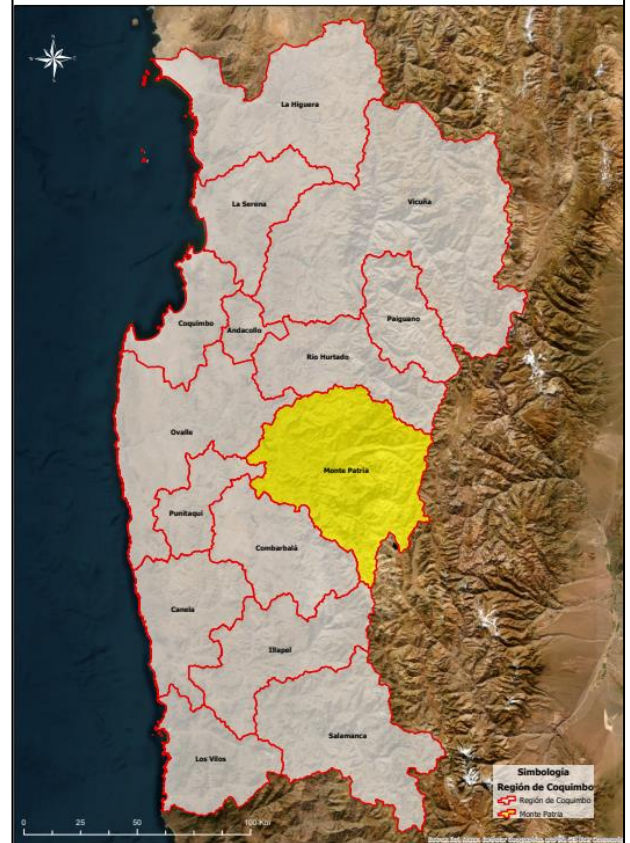 La Higuera
La Serena
Vicuña
Coquimbo
Andacollo
Paiguano
Río Hurtado
Ovalle
Monte Patria
Punitaqui
Combarbalá
Canela
Illapel
Salamanca
Los Vilos
Simbología
Región de Coquimbo
Región de Coquimbo
Monte Patria
0 25 50 100 Km